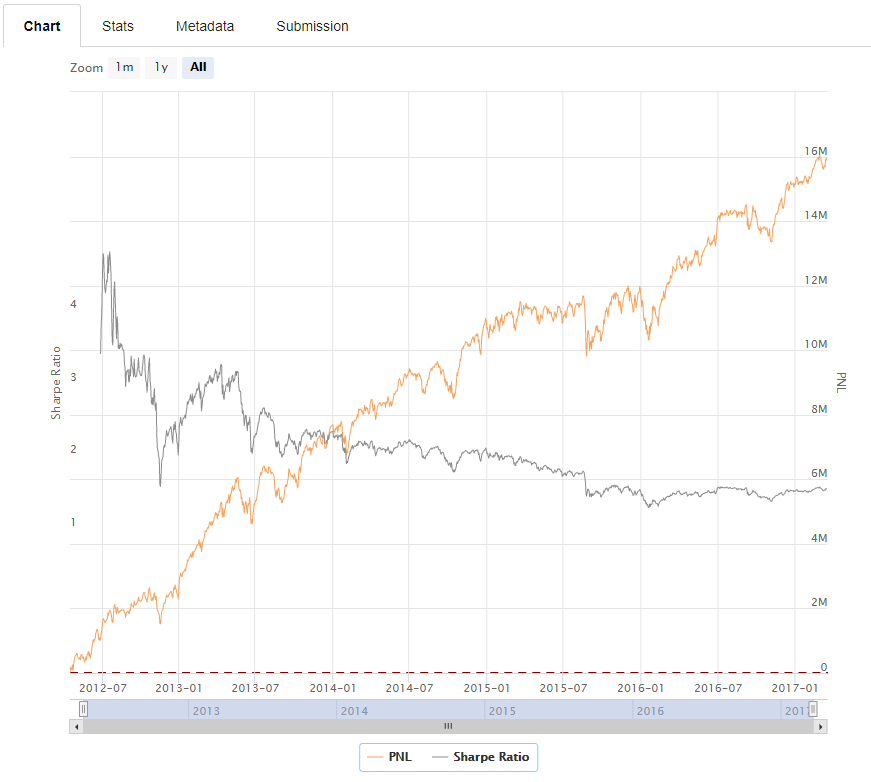 Chart Stats Metadata Submission
Zoom 1m 1y All
16M
14M
12M
4
10M
3
Sharpe Ratio
PNL
8M
2
6M
1
4M
2M
0
2012-07 2013-01 2013-07 2014-01 2014-07 2015-01 2015-07 2016-01 2016-07 2017-01
2013 2014 2015 2016
PNL Sharpe Ratio